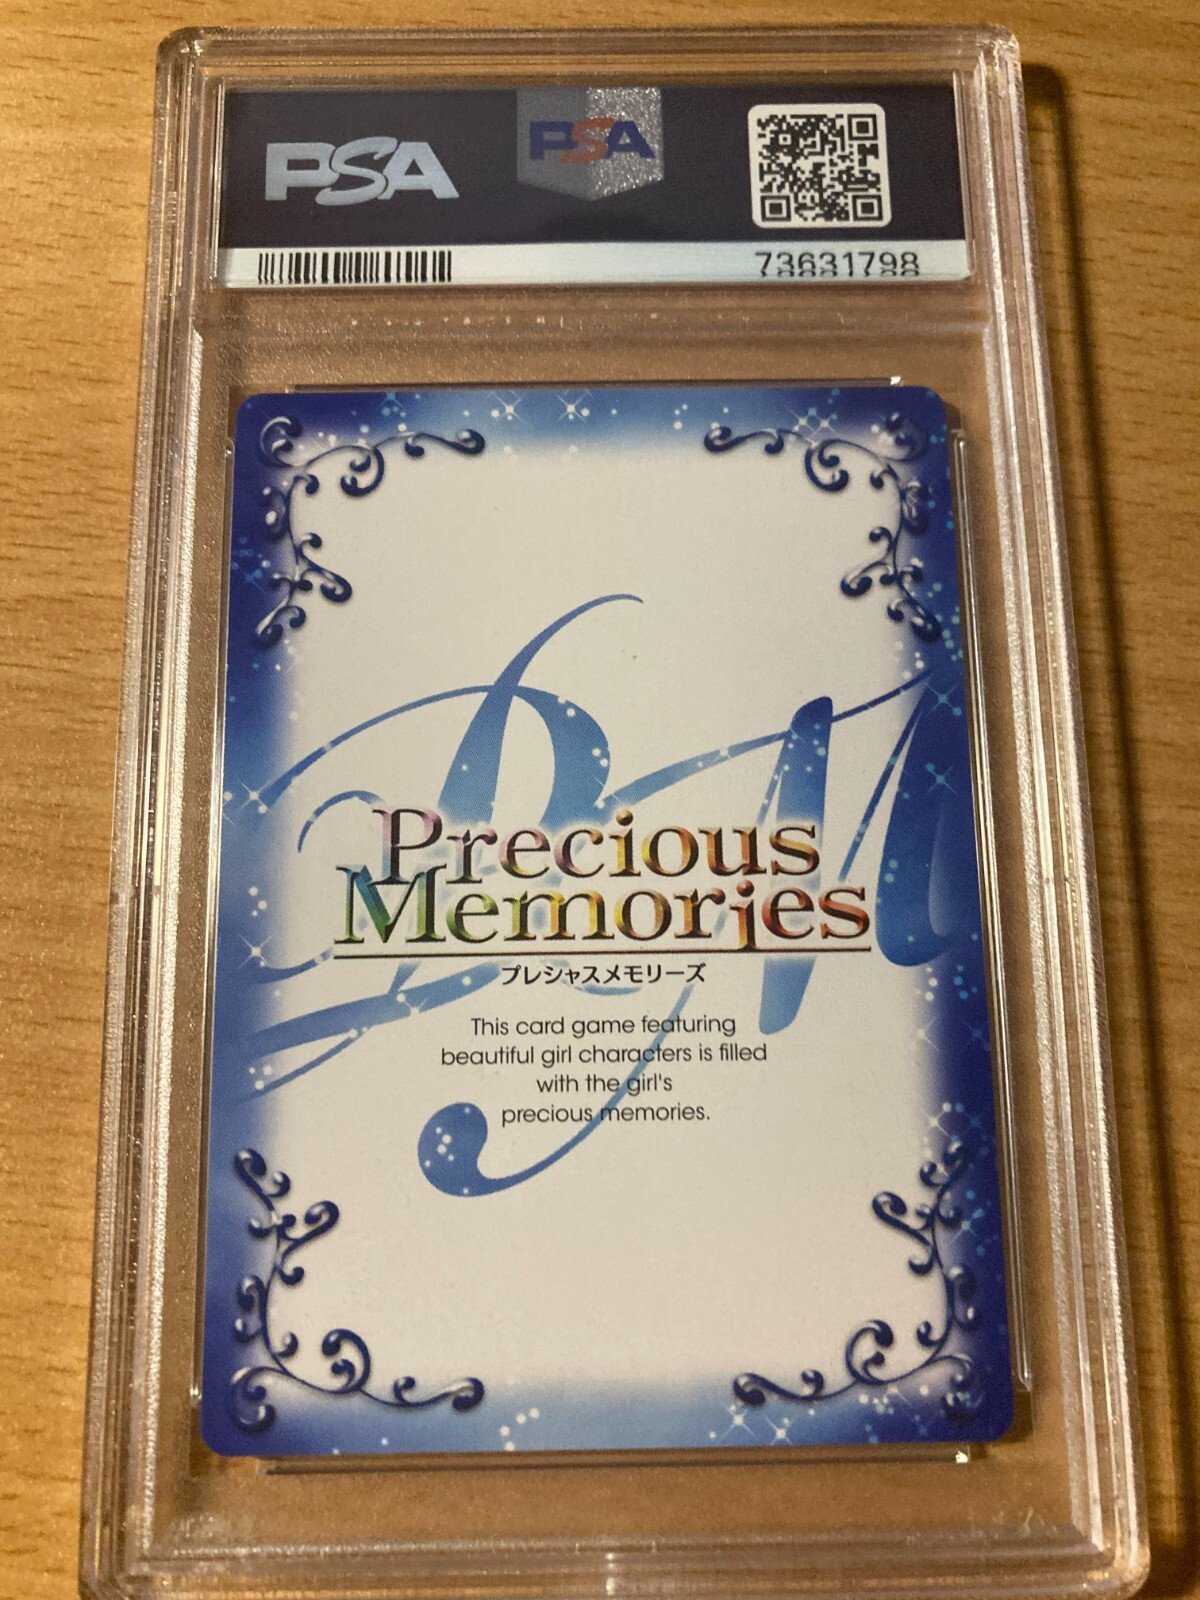 PSA
PSA
73631798
PM
Precious
Memories
プレシャスメモリーズ
This card game featuring
beautiful girl characters is filled
with the girl's
precious memories.